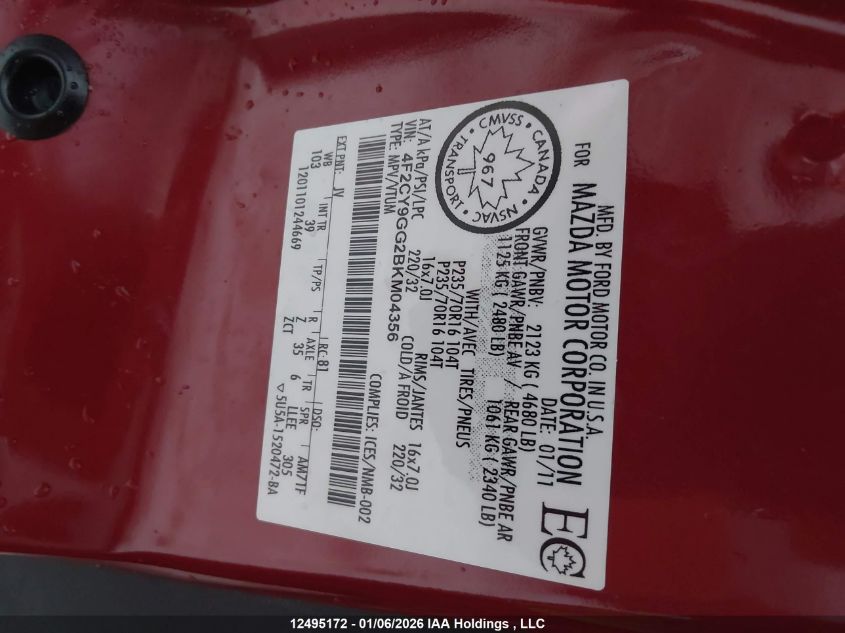 MFD. BY FORD MOTOR CO. IN U.S.A.
FOR MAZDA MOTOR CORPORATION
DATE: 01/11
GVWR/PNBV: 2123 KG ( 4680 LB)
FRONT GAWR/PNBE AV / REAR GAWR/PNBE AR
1125 KG ( 2480 LB) 1061 KG ( 2340 LB)
WITH/AVEC TIRES/PNEUS
P235/70R16 104T
P235/70R16 104T
RIMS/JANTES
16x7.0J 16x7.0J
AT/A kPa/PSI/LPC 220/32 COLD/A FROID 220/32
CMVSS CANADA
967
TRANSPORT NSVAC
EC
VIN: 4F2CY9GG2BKM04356
TYPE: MPV/VTUM
COMPLIES: ICES/NMB-002
EXT PNT: JV RC: 81 DSO:
WB INT TR TP/PS R AXLE TR SPR
103 39 Z 35 6 305 AM7TF
1201101244669 ZCT LLEE
5U5A-1520472-BA
12495172 - 01/06/2026 IAA Holdings , LLC